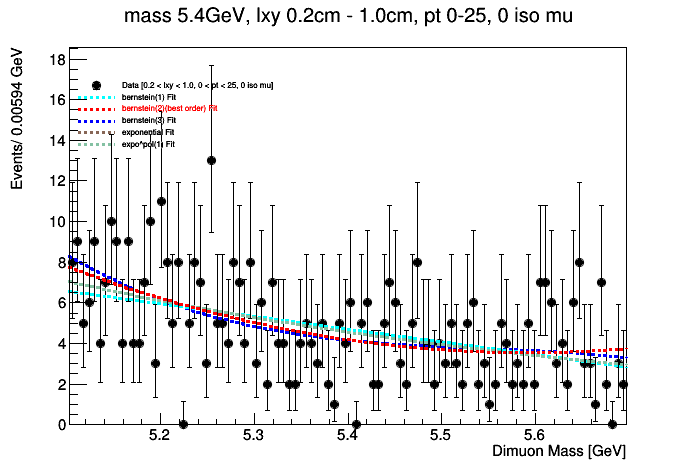 mass 5.4GeV, lxy 0.2cm - 1.0cm, pt 0-25, 0 iso mu
Events/ 0.00594 GeV
Data [0.2 < lxy < 1.0, 0 < pt < 25, 0 iso mu]
bernstein(1) Fit
bernstein(2)(best order) Fit
bernstein(3) Fit
exponential Fit
expo*pol(1) Fit
18
16
14
12
10
8
6
4
2
0
5.2 5.3 5.4 5.5 5.6
Dimuon Mass [GeV]